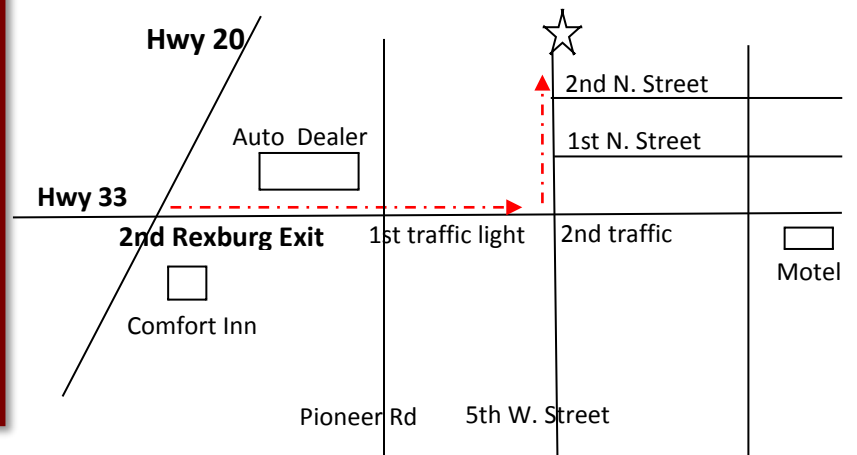 Hwy 20
2nd N. Street
Auto Dealer
1st N. Street
Hwy 33
2nd Rexburg Exit
1st traffic light
2nd traffic
Motel
Comfort Inn
Pioneer Rd
5th W. Street